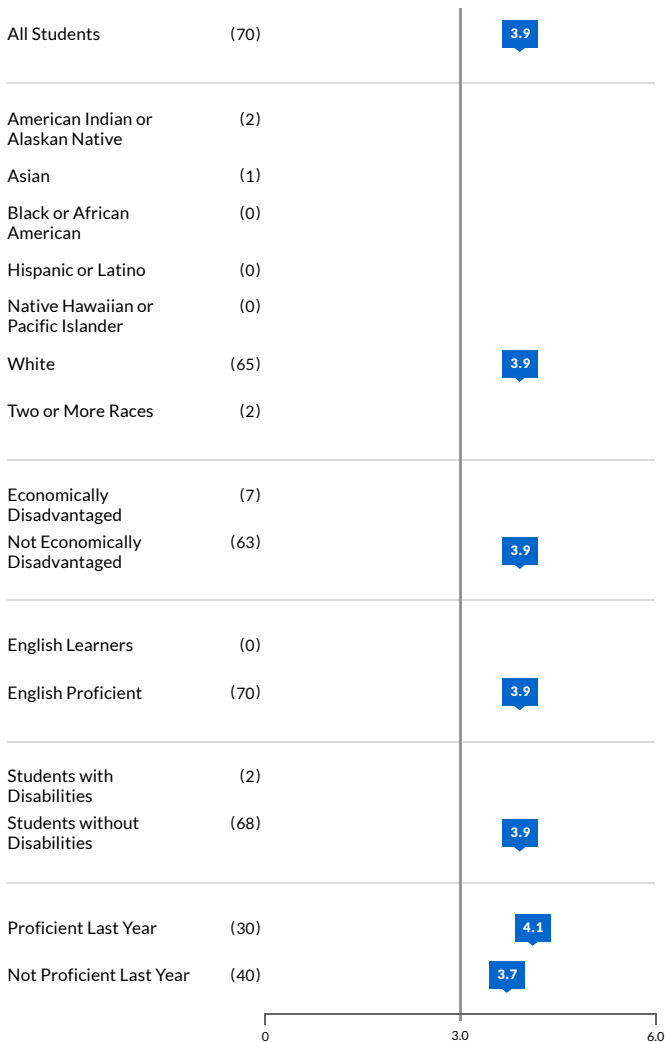 All Students (70) 3.9
American Indian or (2)
Alaskan Native
Asian (1)
Black or African (0)
American
Hispanic or Latino (0)
Native Hawaiian or (0)
Pacific Islander
White (65) 3.9
Two or More Races (2)
Economically (7)
Disadvantaged
Not Economically (63) 3.9
Disadvantaged
English Learners (0)
English Proficient (70) 3.9
Students with (2)
Disabilities
Students without (68) 3.9
Disabilities
Proficient Last Year (30) 4.1
Not Proficient Last Year (40) 3.7
0 3.0 6.0